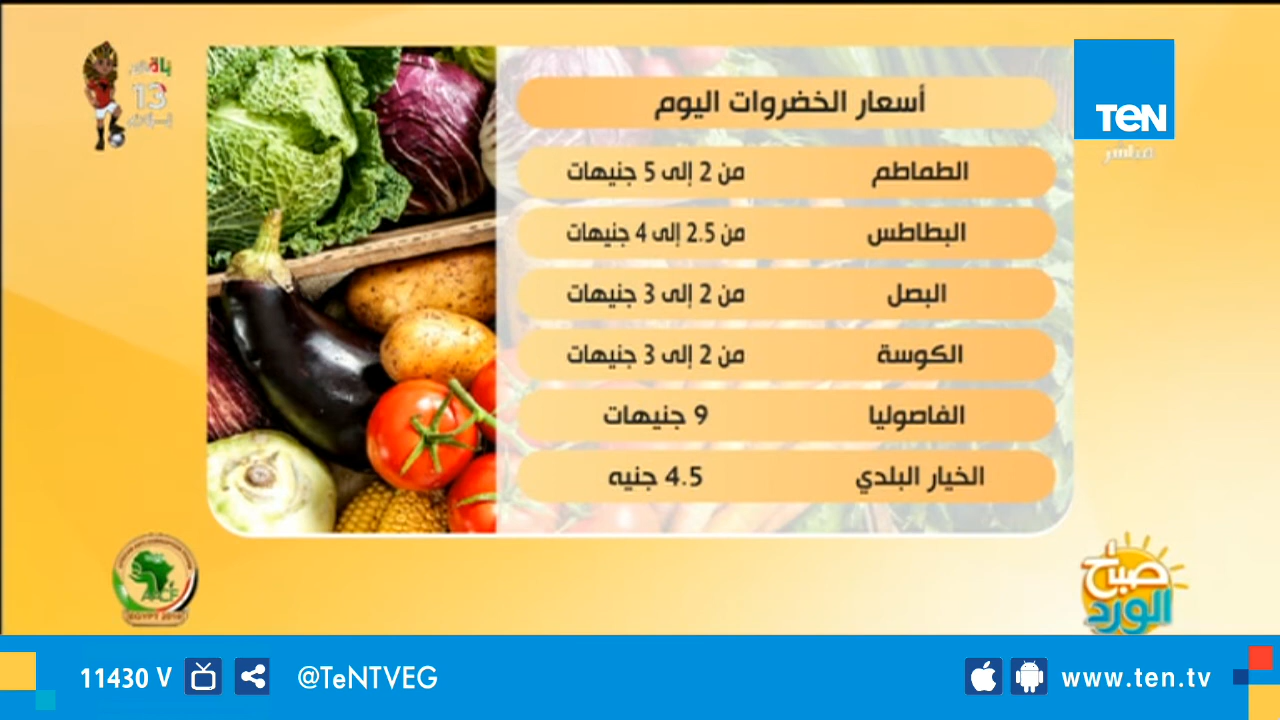 TEN
مباشر
13
أسعار الخضروات اليوم
الطماطم من 2 إلى 5 جنيهات
البطاطس من 2.5 إلى 4 جنيهات
البصل من 2 إلى 3 جنيهات
الكوسة من 2 إلى 3 جنيهات
الفاصوليا 9 جنيهات
الخيار البلدي 4.5 جنيه
صباح
الورد
11430 V @TeNTVEG www.ten.tv